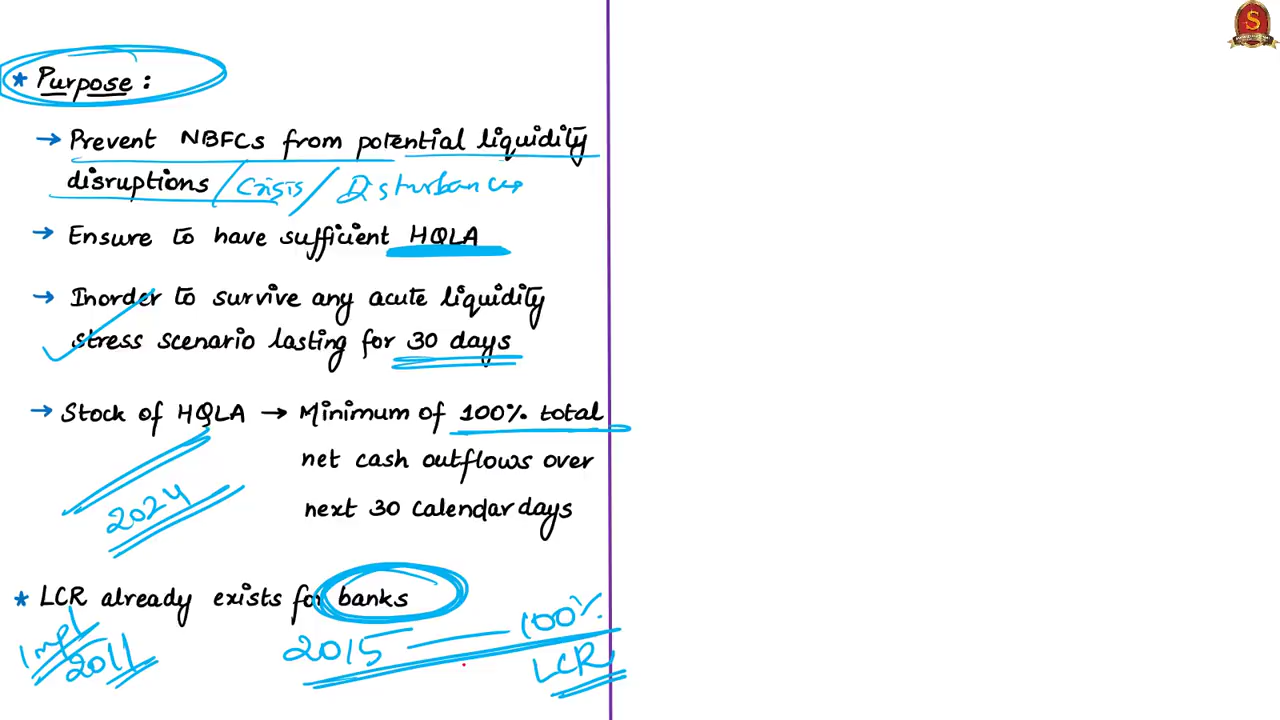 * Purpose :
→ Prevent NBFCs from potential liquidity
disruptions / Crisis / Disturbances
→ Ensure to have sufficient HQLA
→ Inorder to survive any acute liquidity
stress scenario lasting for 30 days
→ Stock of HQLA → Minimum of 100% total
net cash outflows over
next 30 calendar days
2024
* LCR already exists for banks
Impl 2011
2015 — 100%
LCR
S